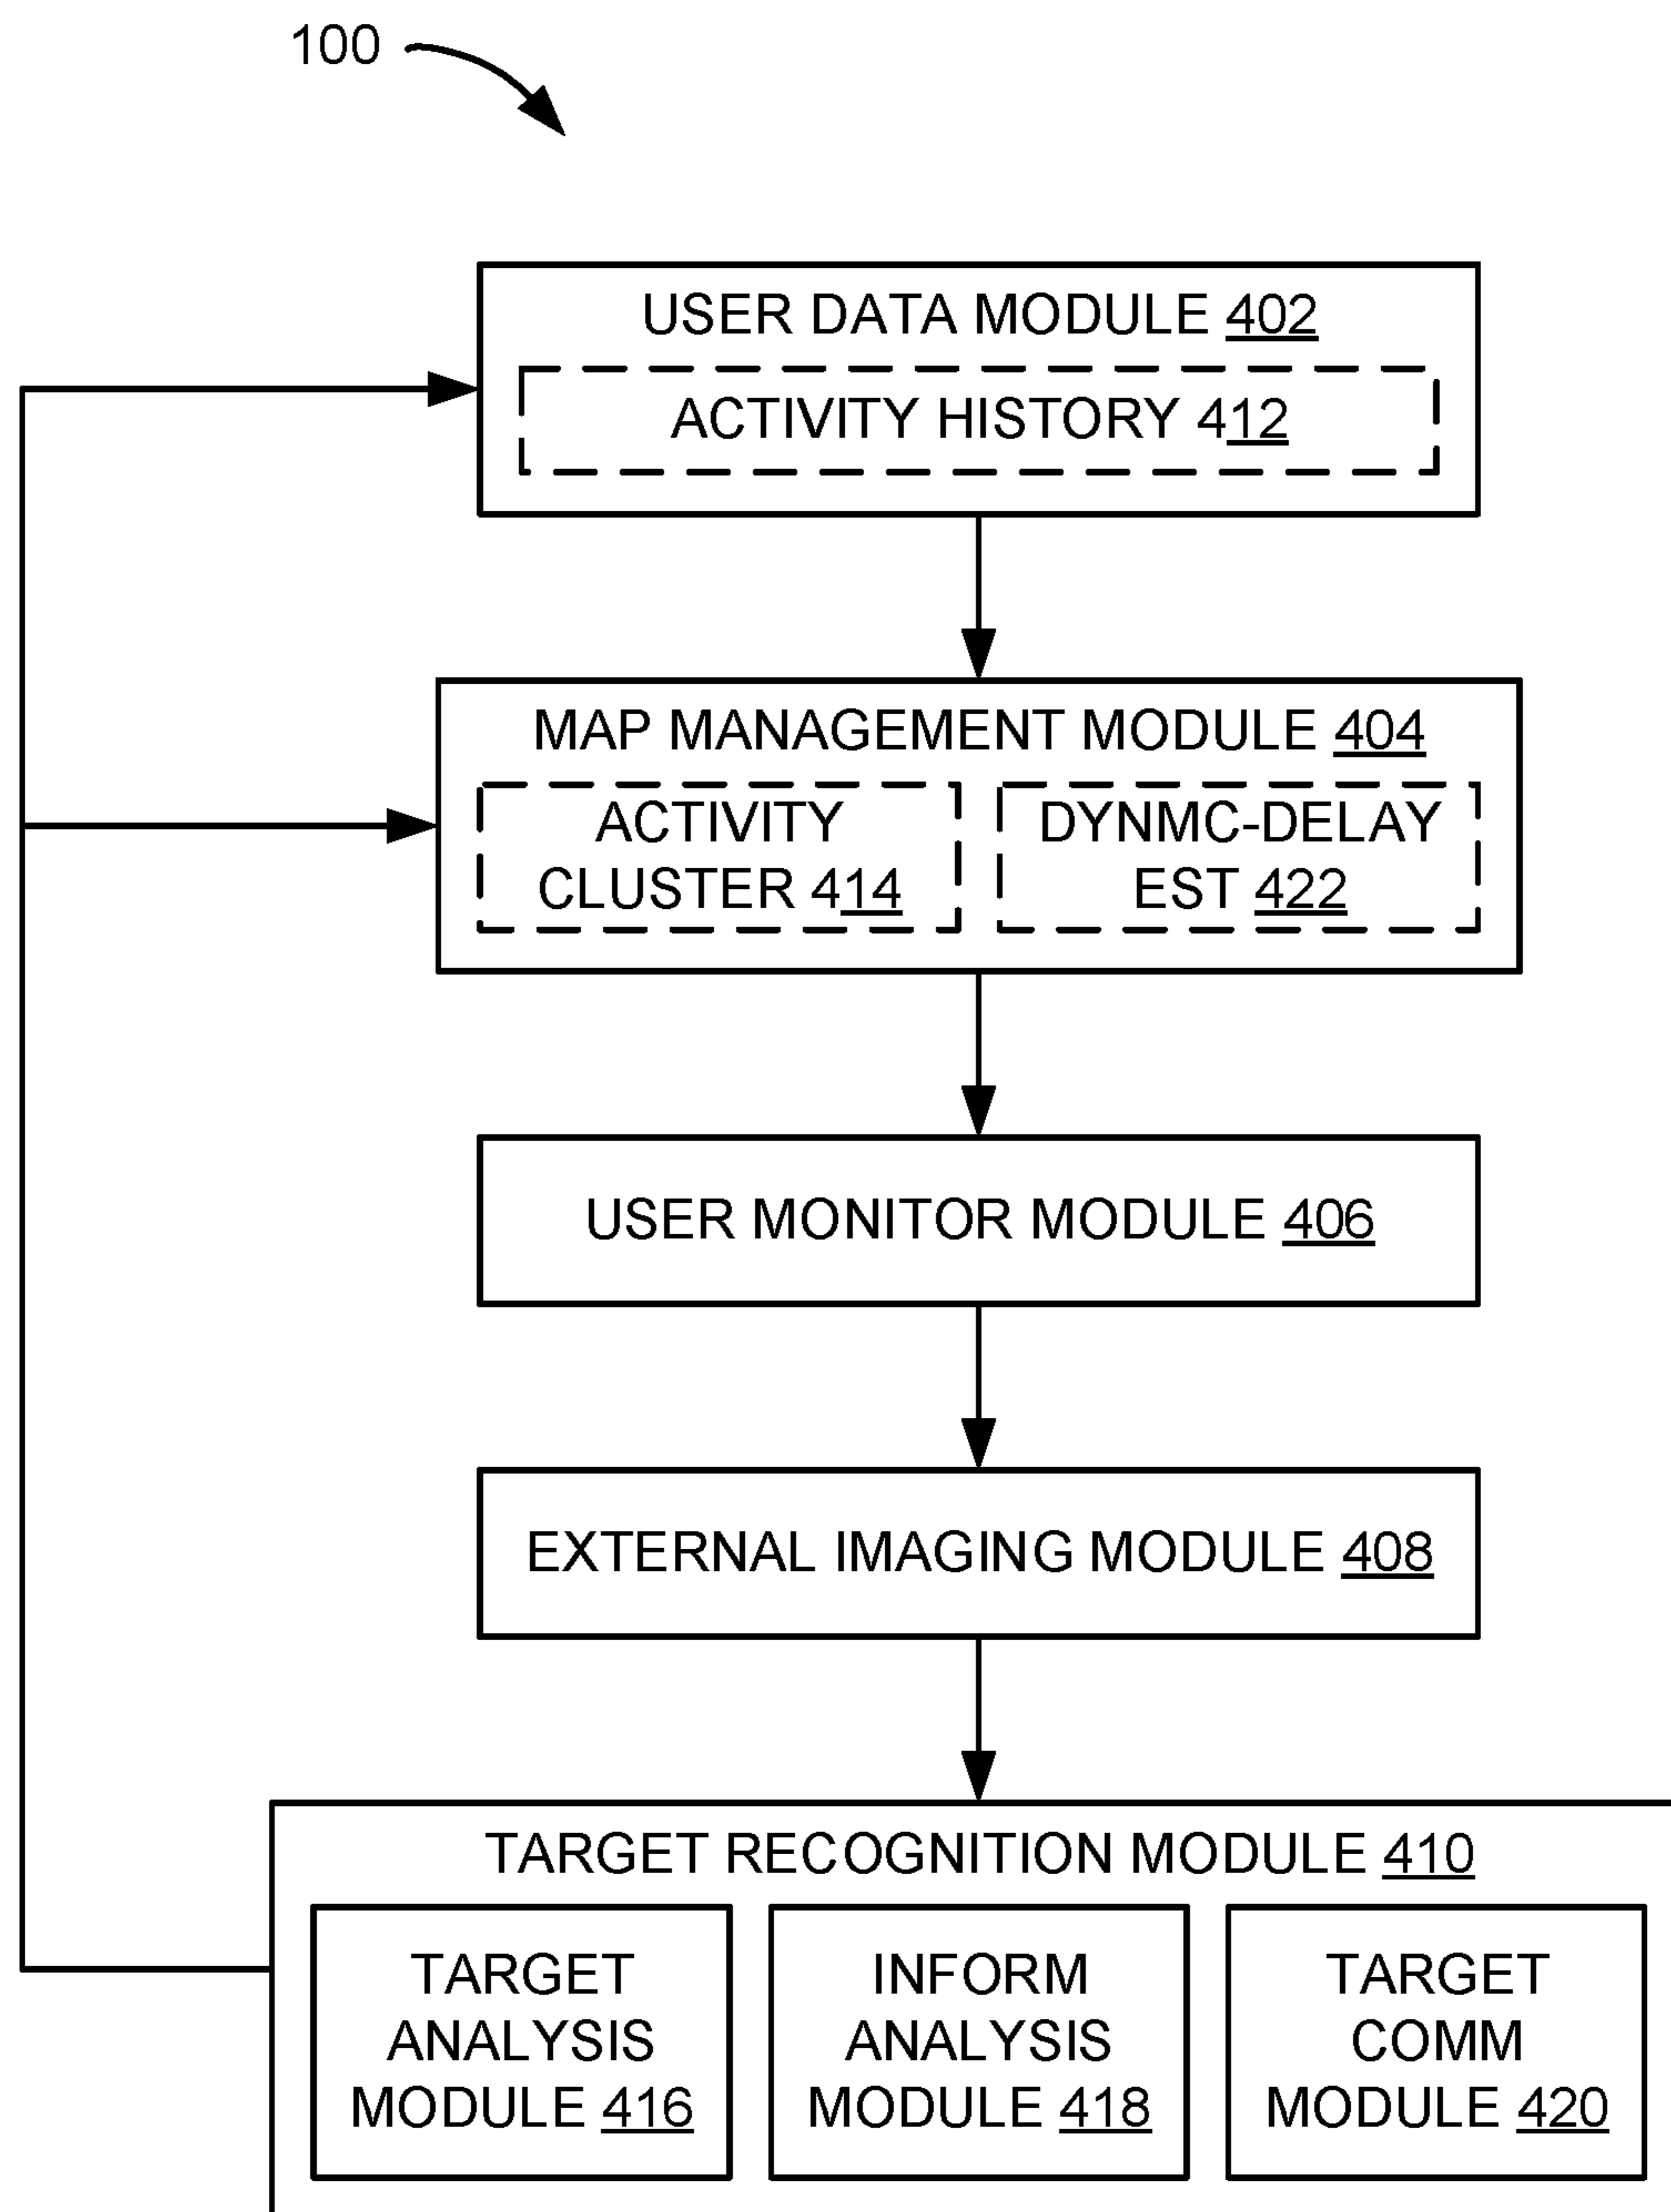 100
USER DATA MODULE 402
ACTIVITY HISTORY 412
MAP MANAGEMENT MODULE 404
ACTIVITY
CLUSTER 414
DYNMC-DELAY
EST 422
USER MONITOR MODULE 406
EXTERNAL IMAGING MODULE 408
TARGET RECOGNITION MODULE 410
TARGET
ANALYSIS
MODULE 416
INFORM
ANALYSIS
MODULE 418
TARGET
COMM
MODULE 420